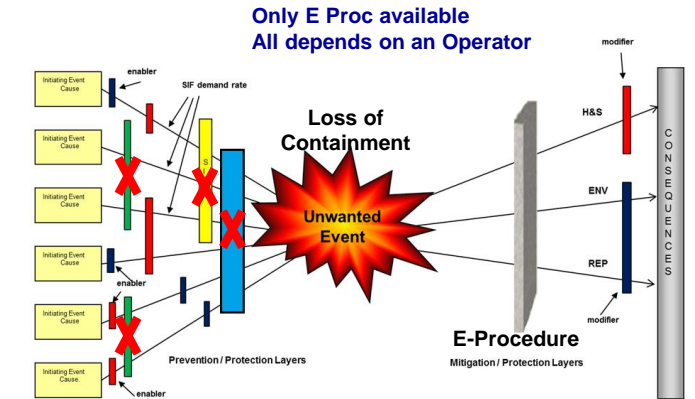 Only E Proc available
All depends on an Operator
modifier
enabler
Initiating Event
Cause
SIF demand rate
H&S
Loss of
Containment
Initiating Event
Cause
S
ENV
Initiating Event
Cause
Unwanted
Event
CONSEQUENCES
Initiating Event
Cause
REP
enabler
Initiating Event
Cause
modifier
E-Procedure
Prevention / Protection Layers
Mitigation / Protection Layers
Initiating Event
Cause.
enabler